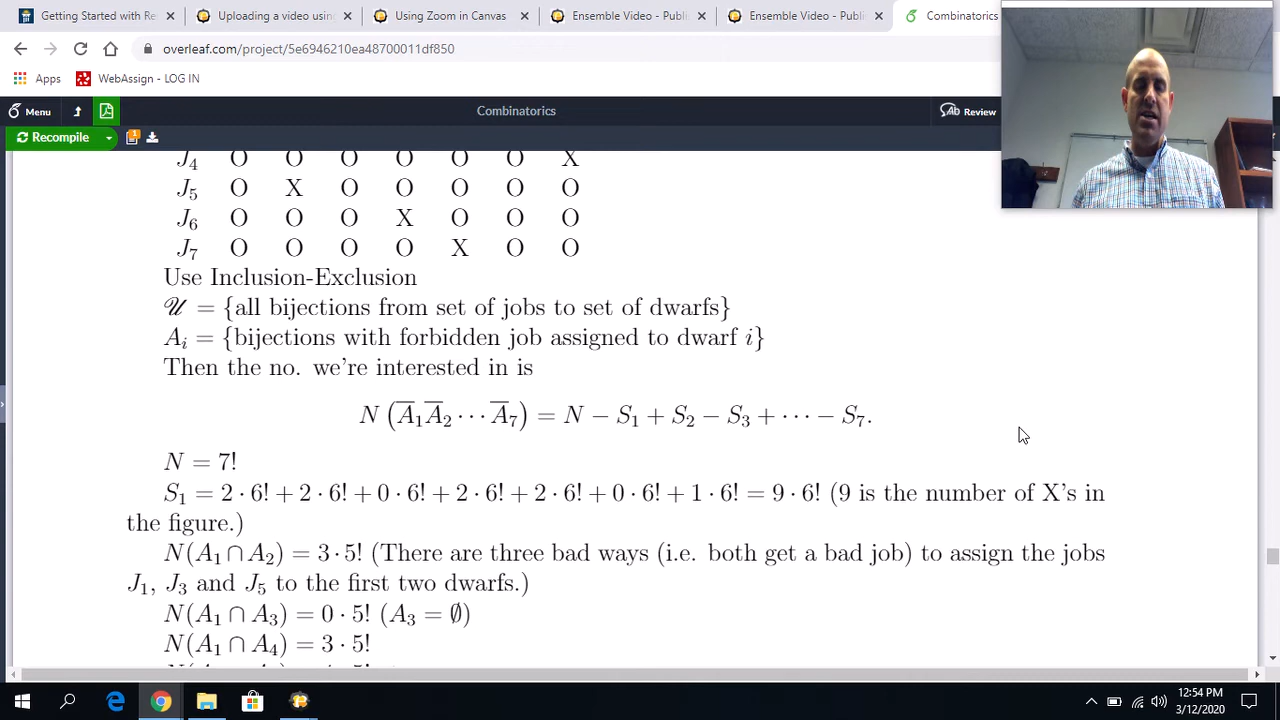 Getting Started with Re
Uploading a video usin
Using Zoom in Canvas
Ensemble Video - Publi
Ensemble Video - Publi
Combinatorics
overleaf.com/project/5e6946210ea48700011df850
Apps
WebAssign - LOG IN
Menu
Combinatorics
Review
Recompile
J₄ O O O O O O X
J₅ O X O O O O O
J₆ O O O X O O O
J₇ O O O O X O O
Use Inclusion-Exclusion
𝒰 = {all bijections from set of jobs to set of dwarfs}
Aᵢ = {bijections with forbidden job assigned to dwarf i}
Then the no. we're interested in is
N (A̅₁A̅₂ ⋯ A̅₇) = N − S₁ + S₂ − S₃ + ⋯ − S₇.
N = 7!
S₁ = 2 · 6! + 2 · 6! + 0 · 6! + 2 · 6! + 2 · 6! + 0 · 6! + 1 · 6! = 9 · 6! (9 is the number of X's in
the figure.)
N(A₁ ∩ A₂) = 3 · 5! (There are three bad ways (i.e. both get a bad job) to assign the jobs
J₁, J₃ and J₅ to the first two dwarfs.)
N(A₁ ∩ A₃) = 0 · 5! (A₃ = ∅)
N(A₁ ∩ A₄) = 3 · 5!
12:54 PM
3/12/2020